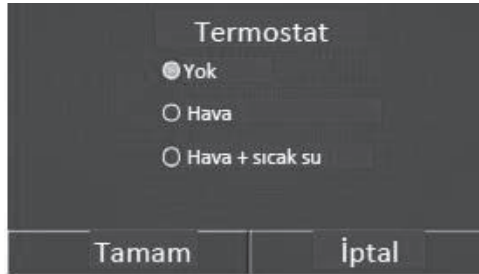 Termostat
Yok
Hava
Hava + sıcak su
Tamam
İptal